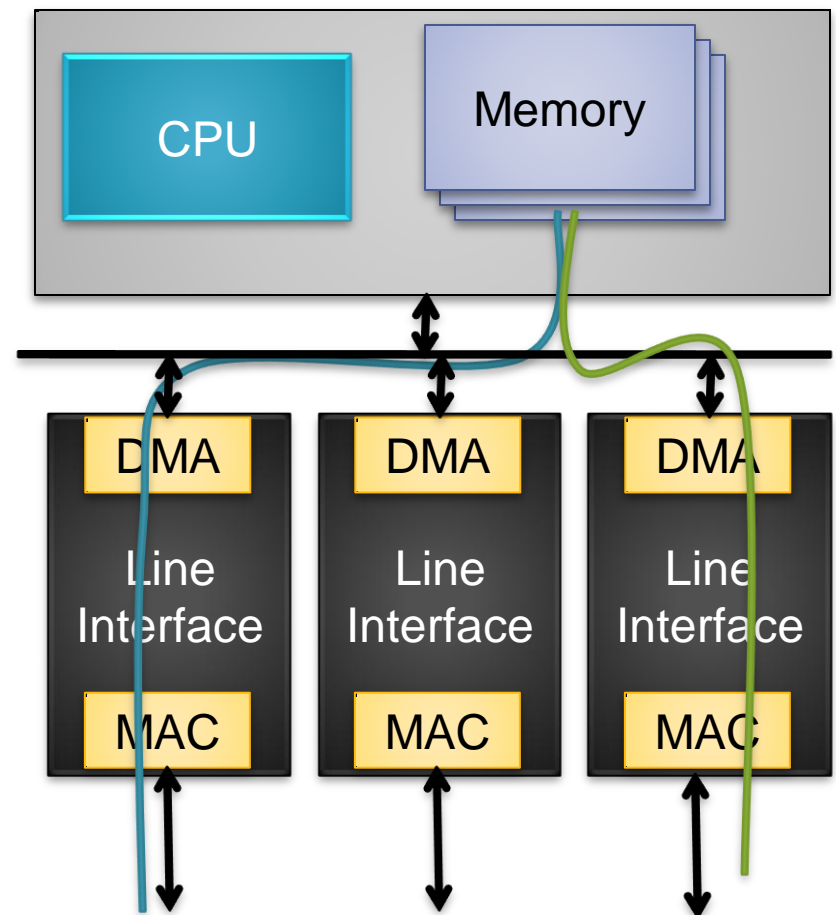 CPU
Memory
DMA
DMA
DMA
Line
Interface
Line
Interface
Line
Interface
MAC
MAC
MAC